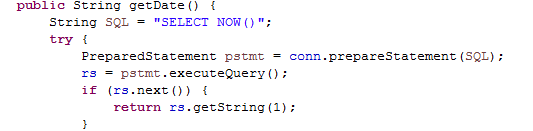 public String getDate() {
String SQL = "SELECT NOW()";
try {
PreparedStatement pstmt = conn.prepareStatement(SQL);
rs = pstmt.executeQuery();
if (rs.next()) {
return rs.getString(1);
}